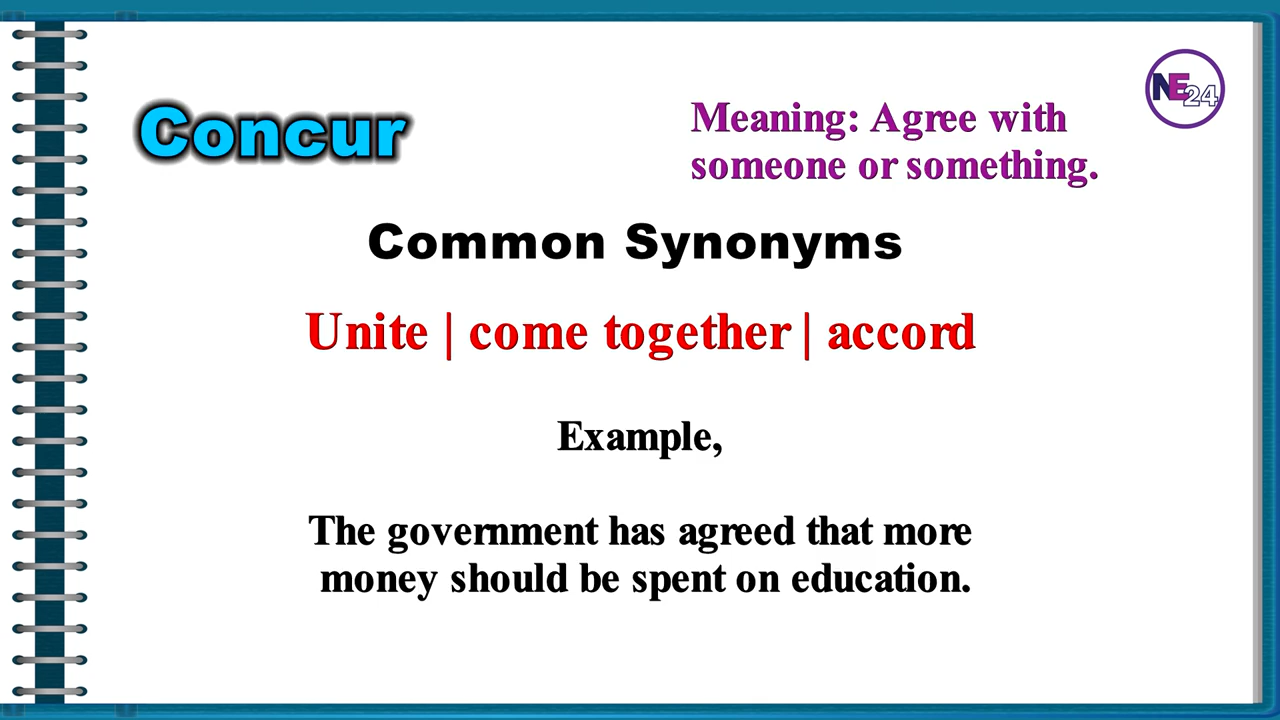 Concur
Meaning: Agree with
someone or something.
NE24
Common Synonyms
Unite | come together | accord
Example,
The government has agreed that more
money should be spent on education.